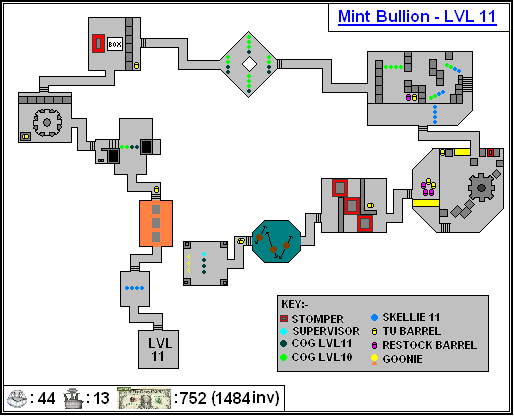 Mint Bullion - LVL 11
BOX
LVL
11
KEY:-
STOMPER
SUPERVISOR
COG LVL11
COG LVL10
SKELLIE 11
TU BARREL
RESTOCK BARREL
GOONIE
: 44 : 13 :752 (1484inv)